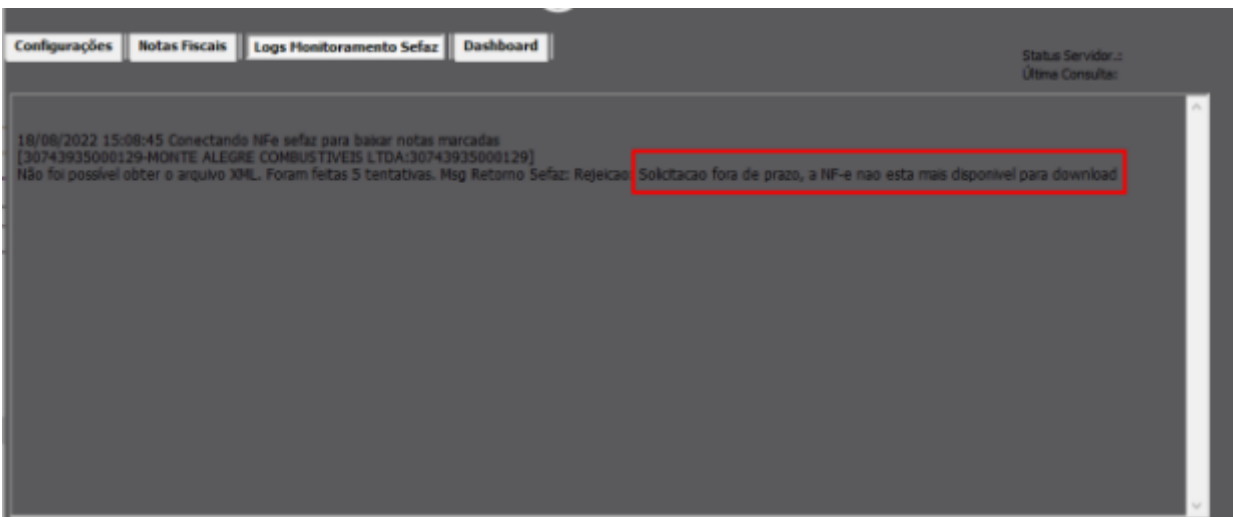 Configurações Notas Fiscais Logs Monitoramento Sefaz Dashboard
Status Servidor.:
Última Consulta:
18/08/2022 15:08:45 Conectando NFe sefaz para baixar notas marcadas
[30743935000129-MONTE ALEGRE COMBUSTIVEIS LTDA:30743935000129]
Não foi possível obter o arquivo XML. Foram feitas 5 tentativas. Msg Retorno Sefaz: Rejeicao: Solicitacao fora de prazo, a NF-e nao esta mais disponivel para download